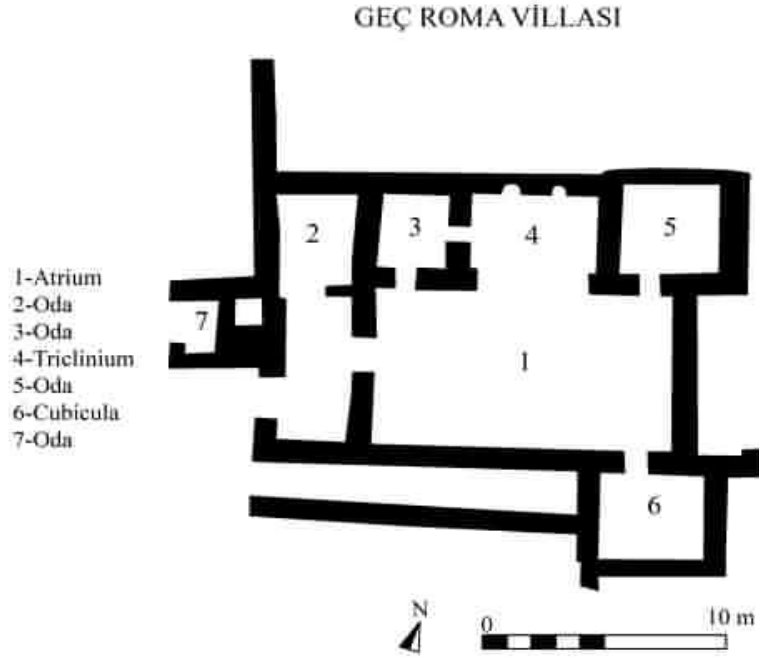 GEÇ ROMA VİLLASI
2
3
4
5
1-Atrium
2-Oda
3-Oda
4-Triclinium
5-Oda
6-Cubicula
7-Oda
7
1
6
N
0
10 m